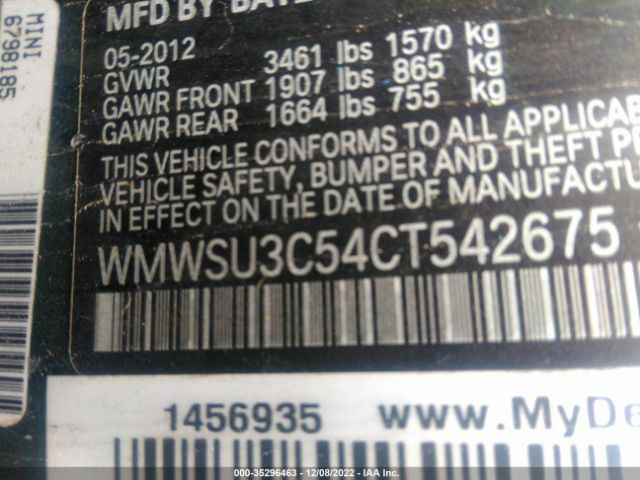 MINI
6798185
MFD BY
05-2012
GVWR 3461 lbs 1570 kg
GAWR FRONT 1907 lbs 865 kg
GAWR REAR 1664 lbs 755 kg
THIS VEHICLE CONFORMS TO ALL
VEHICLE SAFETY, BUMPER AND THEFT
IN EFFECT ON THE DATE OF
WMWSU3C54CT542675
1456935 www.MyDe
000-35296463 - 12/08/2022 - IAA Inc.